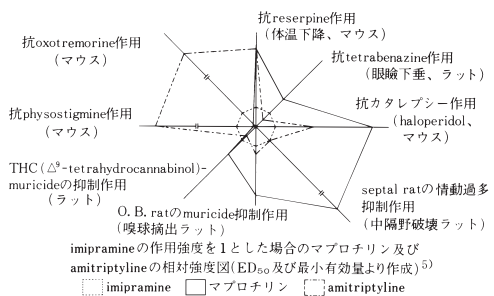 抗reserpine作用
(体温下降、マウス)
抗oxotremorine作用
(マウス)
抗tetrabenazine作用
(眼瞼下垂、ラット)
抗physostigmine作用
(マウス)
抗カタレプシー作用
(haloperidol、
マウス)
THC(△⁹-tetrahydrocannabinol)-
muricideの抑制作用
(ラット)
septal ratの情動過多
抑制作用
(中隔野破壊ラット)
O. B. ratのmuricide抑制作用
(嗅球摘出ラット)
imipramineの作用強度を1とした場合のマプロチリン及び
amitriptylineの相対強度図(ED₅₀及び最小有効量より作成)⁵⁾
imipramine マプロチリン amitriptyline